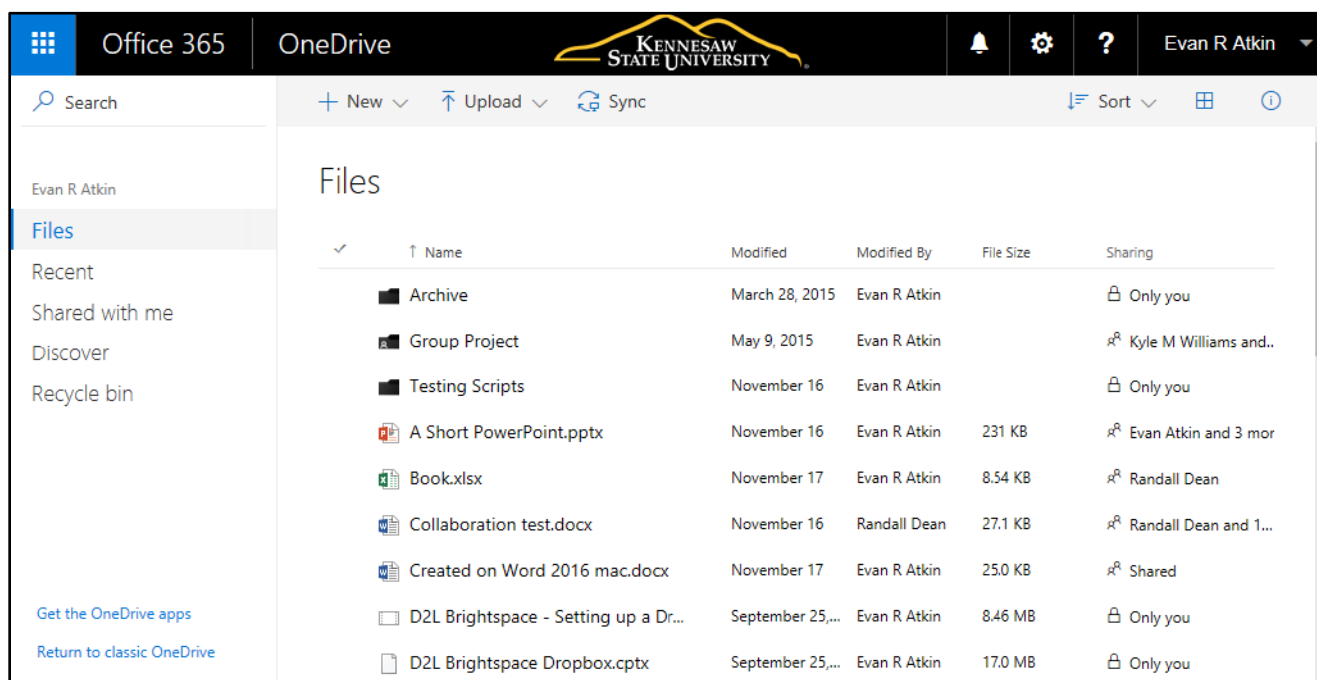 Office 365 OneDrive KENNESAW STATE UNIVERSITY ? Evan R Atkin
Search + New Upload Sync Sort
Evan R Atkin
Files
Recent
Shared with me
Discover
Recycle bin
Get the OneDrive apps
Return to classic OneDrive
Files
Name Modified Modified By File Size Sharing
Archive March 28, 2015 Evan R Atkin Only you
Group Project May 9, 2015 Evan R Atkin Kyle M Williams and..
Testing Scripts November 16 Evan R Atkin Only you
A Short PowerPoint.pptx November 16 Evan R Atkin 231 KB Evan Atkin and 3 mor
Book.xlsx November 17 Evan R Atkin 8.54 KB Randall Dean
Collaboration test.docx November 16 Randall Dean 27.1 KB Randall Dean and 1...
Created on Word 2016 mac.docx November 17 Evan R Atkin 25.0 KB Shared
D2L Brightspace - Setting up a Dr... September 25,... Evan R Atkin 8.46 MB Only you
D2L Brightspace Dropbox.cptx September 25,... Evan R Atkin 17.0 MB Only you